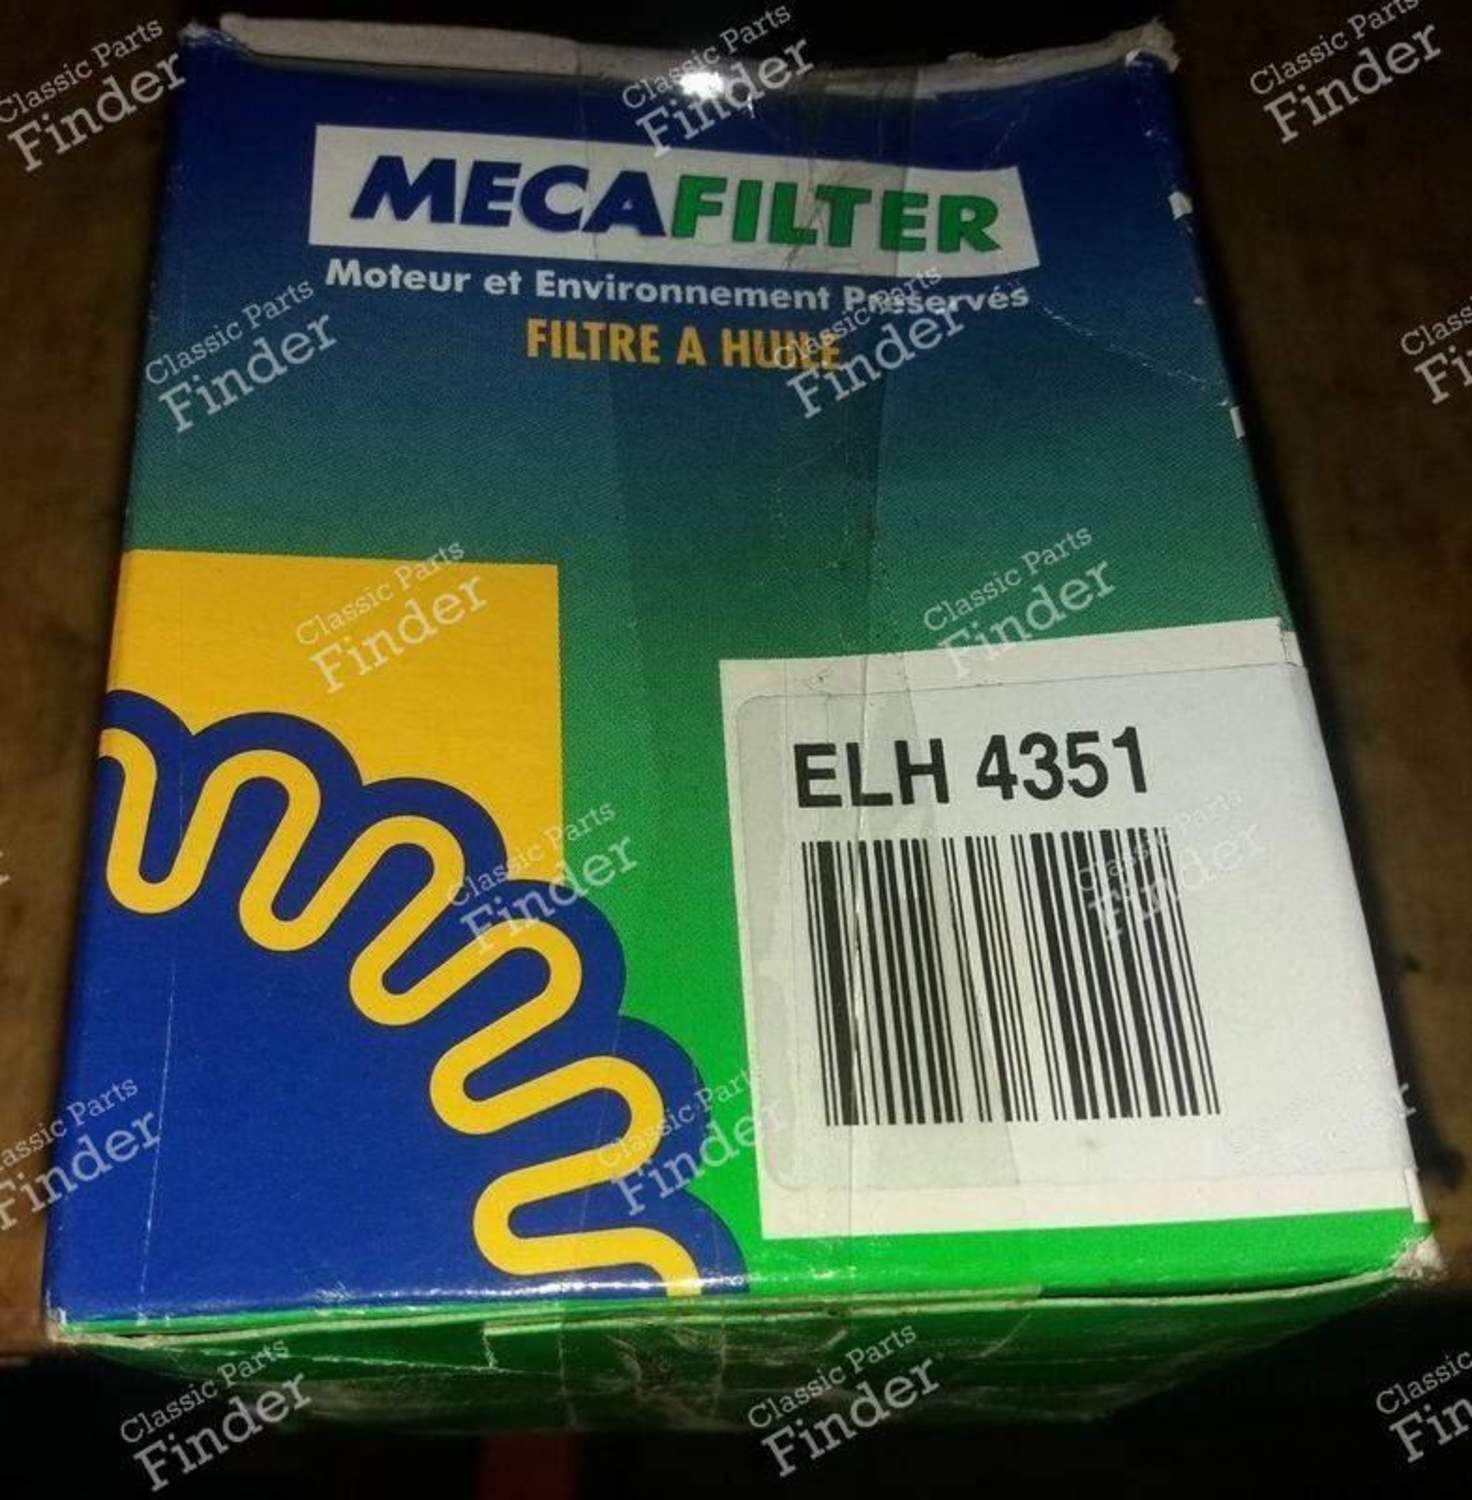 MECAFILTER
Moteur et Environnement Préservés
FILTRE A HUILE
ELH 4351
Classic Parts
Finder